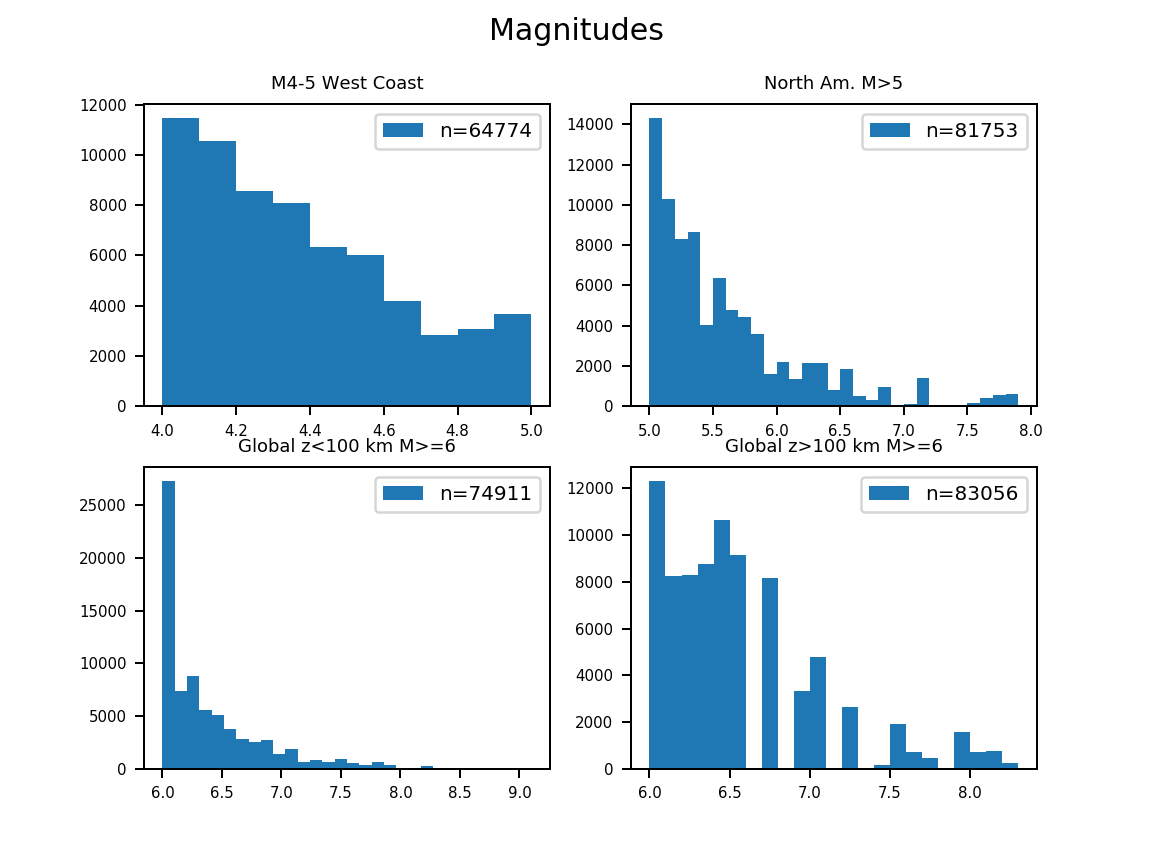 Magnitudes
M4-5 West Coast
12000
10000
8000
6000
4000
2000
0
n=64774
4.0 4.2 4.4 4.6 4.8 5.0
North Am. M>5
14000
12000
10000
8000
6000
4000
2000
0
n=81753
5.0 5.5 6.0 6.5 7.0 7.5 8.0
Global z<100 km M>=6
25000
20000
15000
10000
5000
0
n=74911
6.0 6.5 7.0 7.5 8.0 8.5 9.0
Global z>100 km M>=6
12000
10000
8000
6000
4000
2000
0
n=83056
6.0 6.5 7.0 7.5 8.0